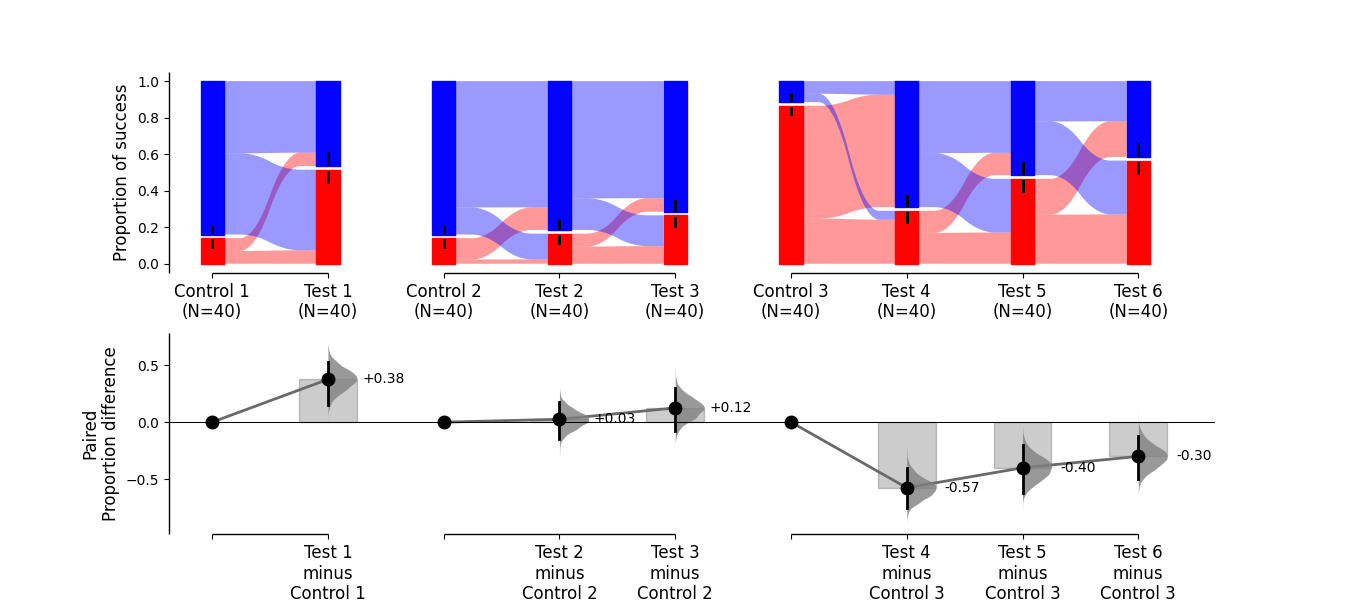 Proportion of success
1.0
0.8
0.6
0.4
0.2
0.0
Control 1
(N=40)
Test 1
(N=40)
Control 2
(N=40)
Test 2
(N=40)
Test 3
(N=40)
Control 3
(N=40)
Test 4
(N=40)
Test 5
(N=40)
Test 6
(N=40)
Paired
Proportion difference
0.5
0.0
−0.5
+0.38
+0.03
+0.12
-0.57
-0.40
-0.30
Test 1
minus
Control 1
Test 2
minus
Control 2
Test 3
minus
Control 2
Test 4
minus
Control 3
Test 5
minus
Control 3
Test 6
minus
Control 3